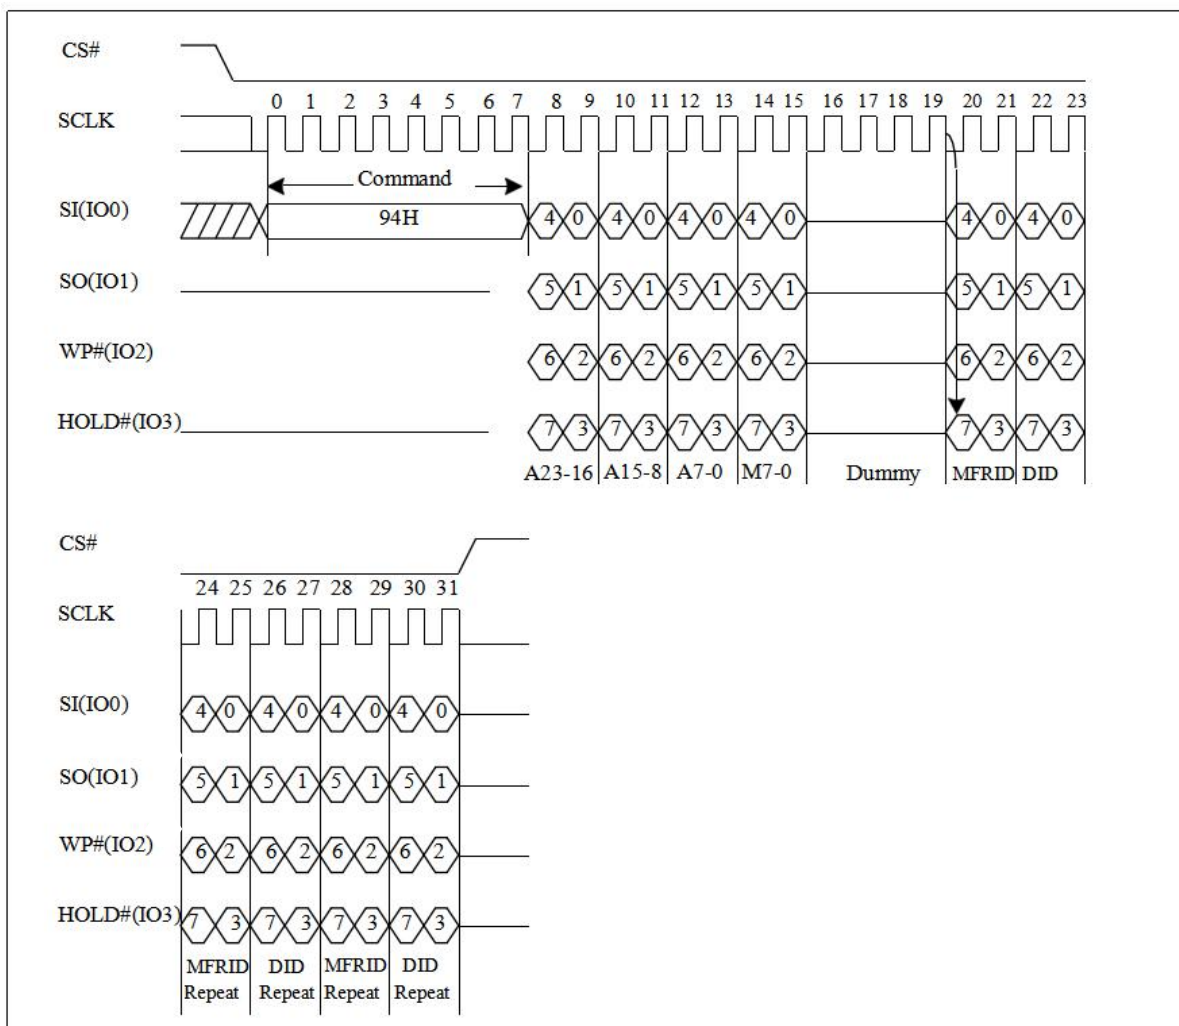 CS#
0 1 2 3 4 5 6 7 8 9 10 11 12 13 14 15 16 17 18 19 20 21 22 23
SCLK
Command
SI(IO0) 94H 4 0 4 0 4 0 4 0 4 0 4 0
SO(IO1) 5 1 5 1 5 1 5 1 5 1 5 1
WP#(IO2) 6 2 6 2 6 2 6 2 6 2 6 2
HOLD#(IO3) 7 3 7 3 7 3 7 3 7 3 7 3
A23-16 A15-8 A7-0 M7-0 Dummy MFRID DID
CS#
24 25 26 27 28 29 30 31
SCLK
SI(IO0) 4 0 4 0 4 0 4 0
SO(IO1) 5 1 5 1 5 1 5 1
WP#(IO2) 6 2 6 2 6 2 6 2
HOLD#(IO3) 7 3 7 3 7 3 7 3
MFRID DID MFRID DID
Repeat Repeat Repeat Repeat